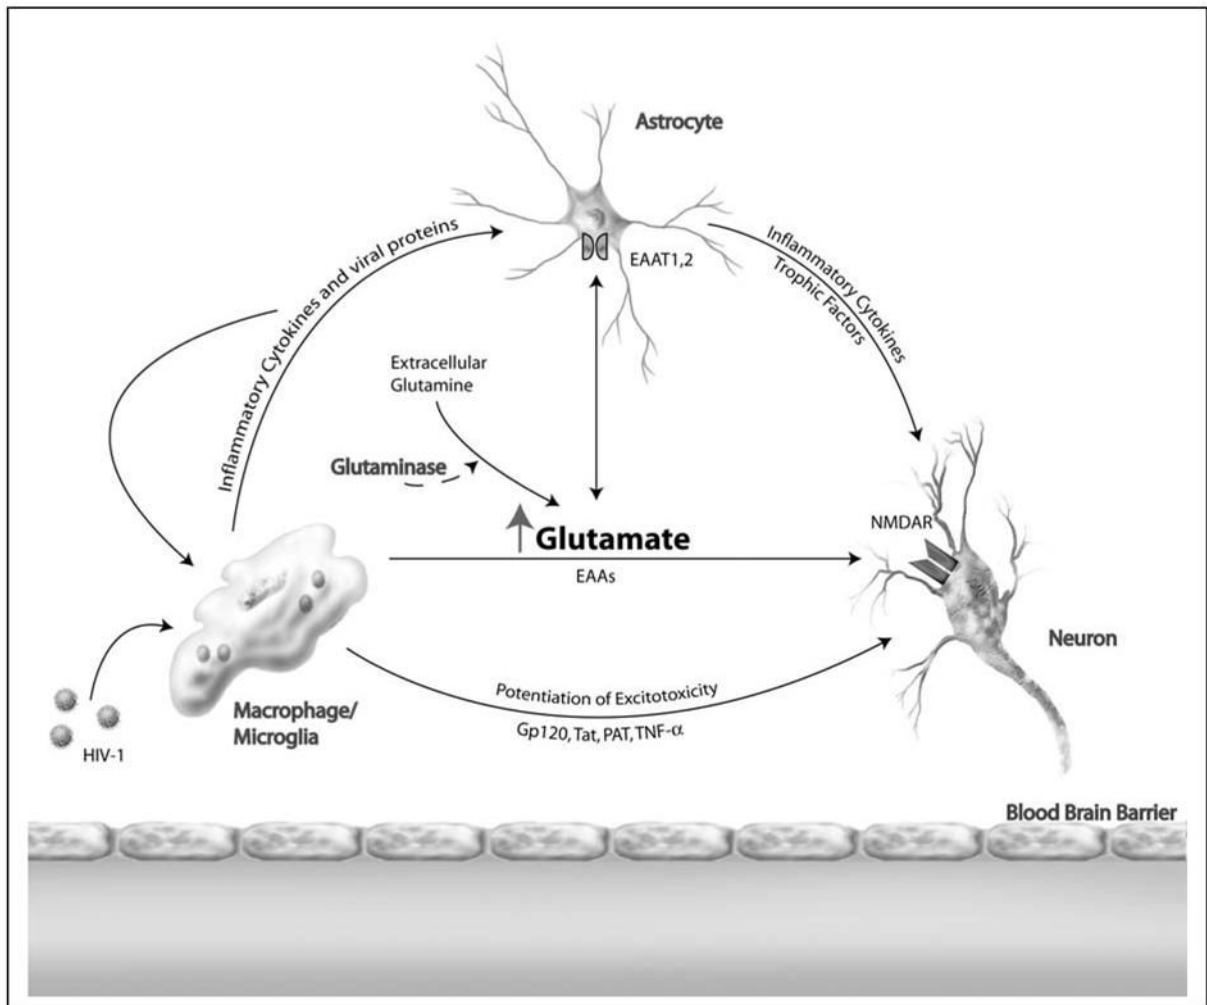 Astrocyte
EAAT1,2
Inflammatory Cytokines and viral proteins
Inflammatory Cytokines
Trophic Factors
Extracellular
Glutamine
Glutaminase
Glutamate
EAAs
NMDAR
Neuron
Potentiation of Excitotoxicity
Gp120, Tat, PAT, TNF-α
Macrophage/
Microglia
HIV-1
Blood Brain Barrier